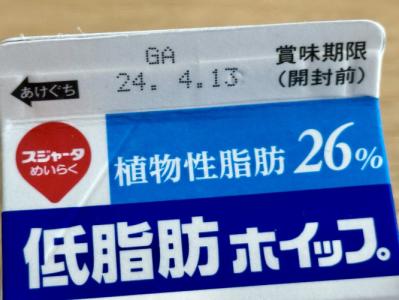 GA
24. 4.13
賞味期限
(開封前)
あけぐち
スジャータ
めいらく
植物性脂肪 26%
低脂肪ホイップ。